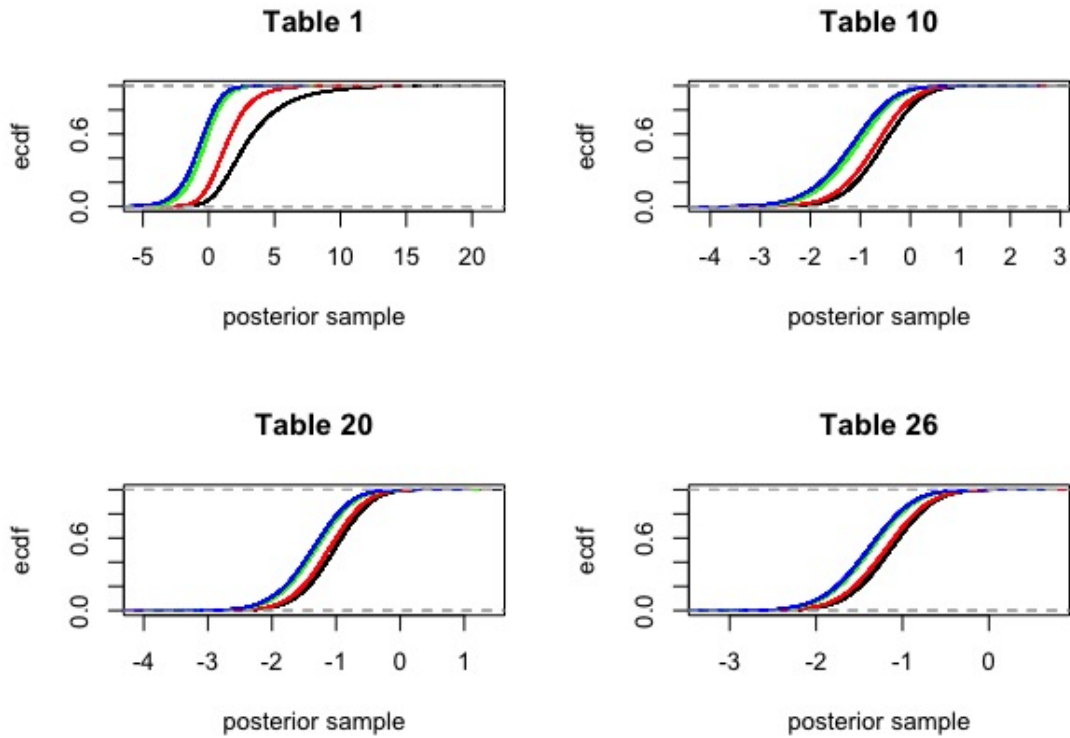 Table 1
ecdf
0.0 0.6
-5 0 5 10 15 20
posterior sample
Table 10
ecdf
0.0 0.6
-4 -3 -2 -1 0 1 2 3
posterior sample
Table 20
ecdf
0.0 0.6
-4 -3 -2 -1 0 1
posterior sample
Table 26
ecdf
0.0 0.6
-3 -2 -1 0
posterior sample